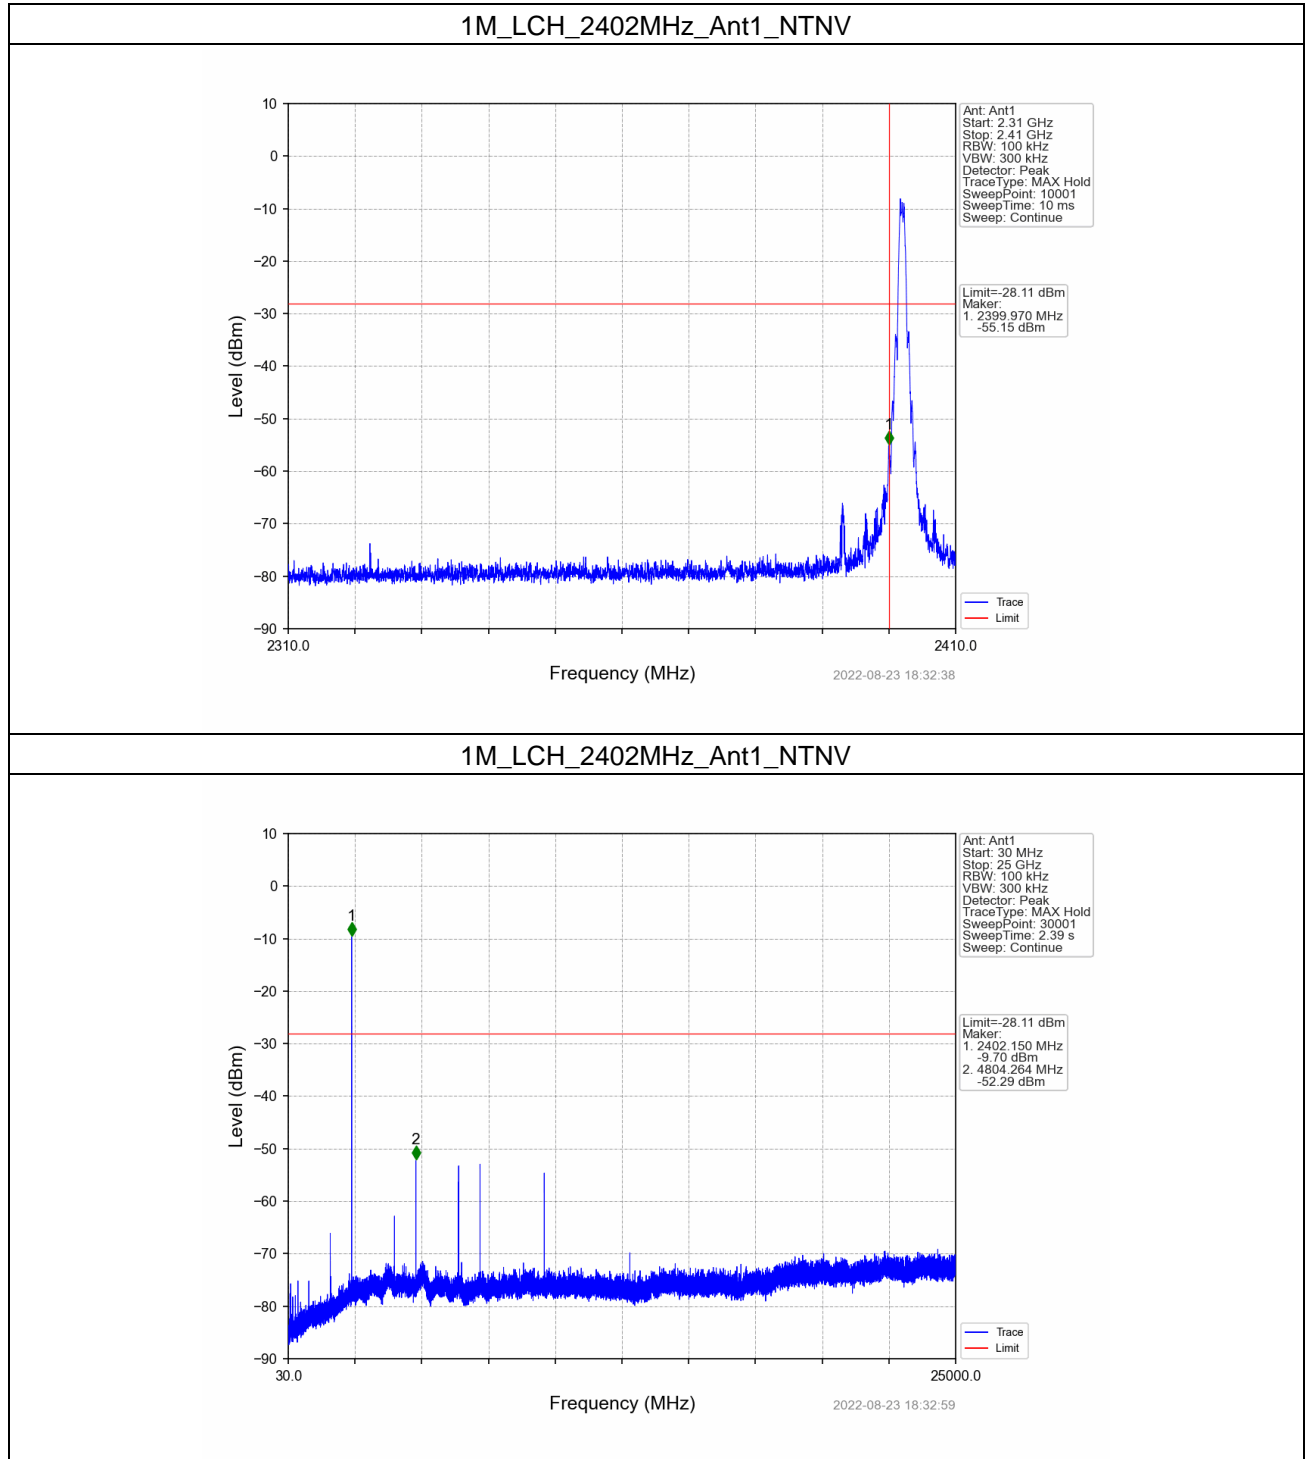 1M_LCH_2402MHz_Ant1_NTNV
10
0
−10
−20
−30
−40
−50
−60
−70
−80
−90
Level (dBm)
1
2310.0
2410.0
Frequency (MHz)
2022-08-23 18:32:38
Ant: Ant1
Start: 2.31 GHz
Stop: 2.41 GHz
RBW: 100 kHz
VBW: 300 kHz
Detector: Peak
TraceType: MAX Hold
SweepPoint: 10001
SweepTime: 10 ms
Sweep: Continue
Limit=-28.11 dBm
Maker:
1. 2399.970 MHz
-55.15 dBm
Trace
Limit
1M_LCH_2402MHz_Ant1_NTNV
10
0
−10
−20
−30
−40
−50
−60
−70
−80
−90
Level (dBm)
1
2
30.0
25000.0
Frequency (MHz)
2022-08-23 18:32:59
Ant: Ant1
Start: 30 MHz
Stop: 25 GHz
RBW: 100 kHz
VBW: 300 kHz
Detector: Peak
TraceType: MAX Hold
SweepPoint: 30001
SweepTime: 2.39 s
Sweep: Continue
Limit=-28.11 dBm
Maker:
1. 2402.150 MHz
-9.70 dBm
2. 4804.264 MHz
-52.29 dBm
Trace
Limit